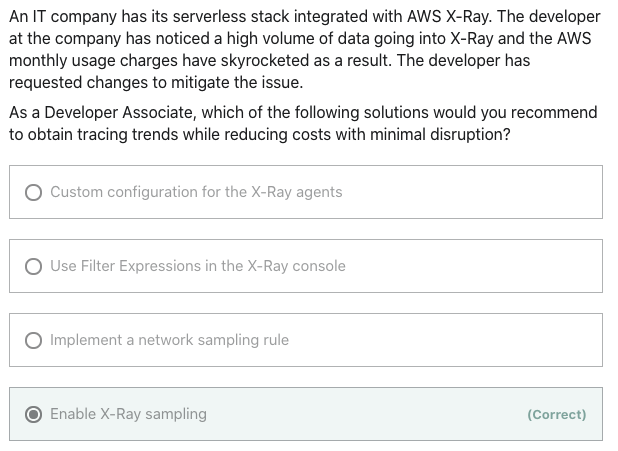 An IT company has its serverless stack integrated with AWS X-Ray. The developer
at the company has noticed a high volume of data going into X-Ray and the AWS
monthly usage charges have skyrocketed as a result. The developer has
requested changes to mitigate the issue.
As a Developer Associate, which of the following solutions would you recommend
to obtain tracing trends while reducing costs with minimal disruption?
Custom configuration for the X-Ray agents
Use Filter Expressions in the X-Ray console
Implement a network sampling rule
Enable X-Ray sampling (Correct)